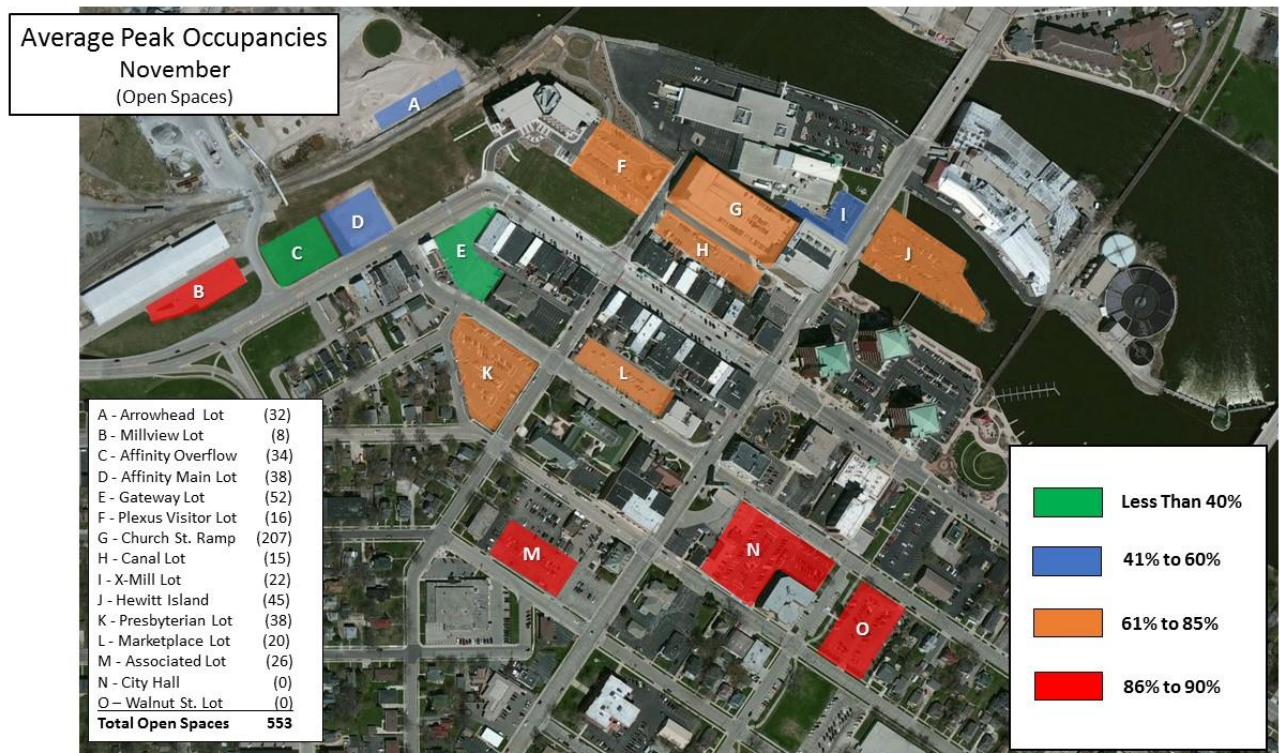 Average Peak Occupancies
November
(Open Spaces)
A
B
C
D
E
F
G
H
I
J
K
L
M
N
O
A - Arrowhead Lot (32)
B - Millview Lot (8)
C - Affinity Overflow (34)
D - Affinity Main Lot (38)
E - Gateway Lot (52)
F - Plexus Visitor Lot (16)
G - Church St. Ramp (207)
H - Canal Lot (15)
I - X-Mill Lot (22)
J - Hewitt Island (45)
K - Presbyterian Lot (38)
L - Marketplace Lot (20)
M - Associated Lot (26)
N - City Hall (0)
O – Walnut St. Lot (0)
Total Open Spaces 553
Less Than 40%
41% to 60%
61% to 85%
86% to 90%